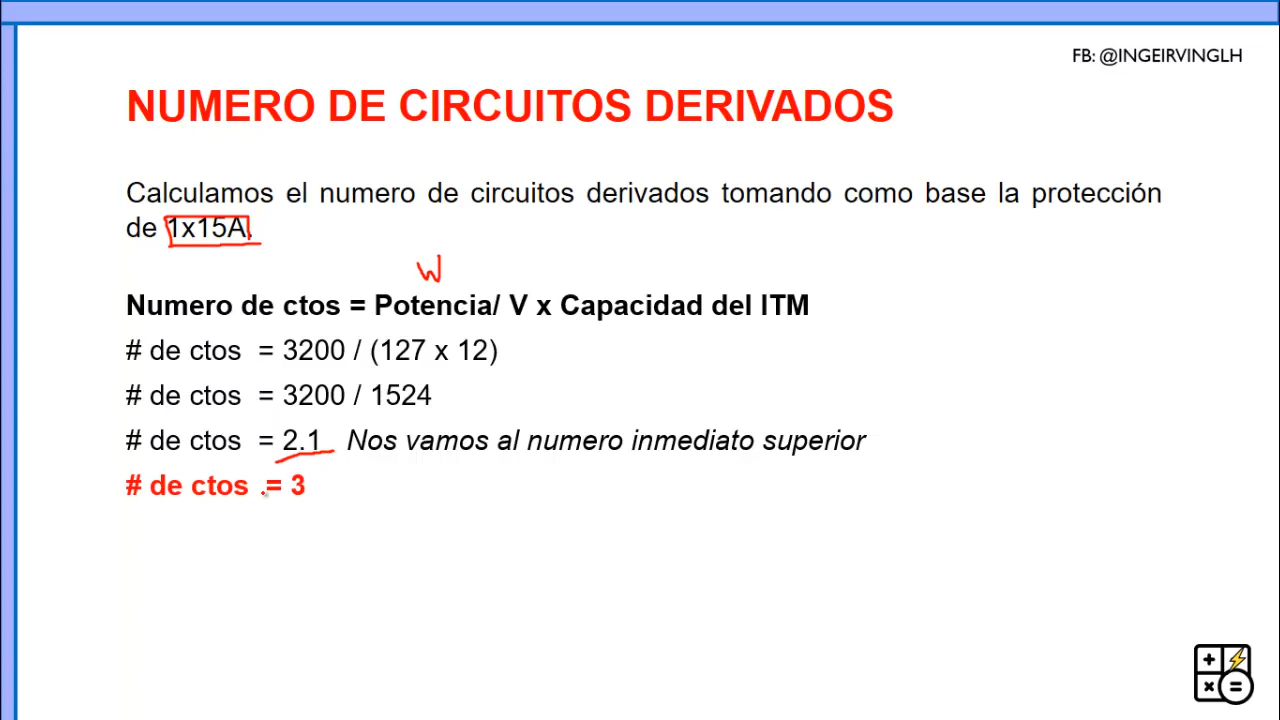 FB: @INGEIRVINGLH
NUMERO DE CIRCUITOS DERIVADOS
Calculamos el numero de circuitos derivados tomando como base la protección
de 1x15A.
W
Numero de ctos = Potencia/ V x Capacidad del ITM
# de ctos = 3200 / (127 x 12)
# de ctos = 3200 / 1524
# de ctos = 2.1 Nos vamos al numero inmediato superior
# de ctos = 3